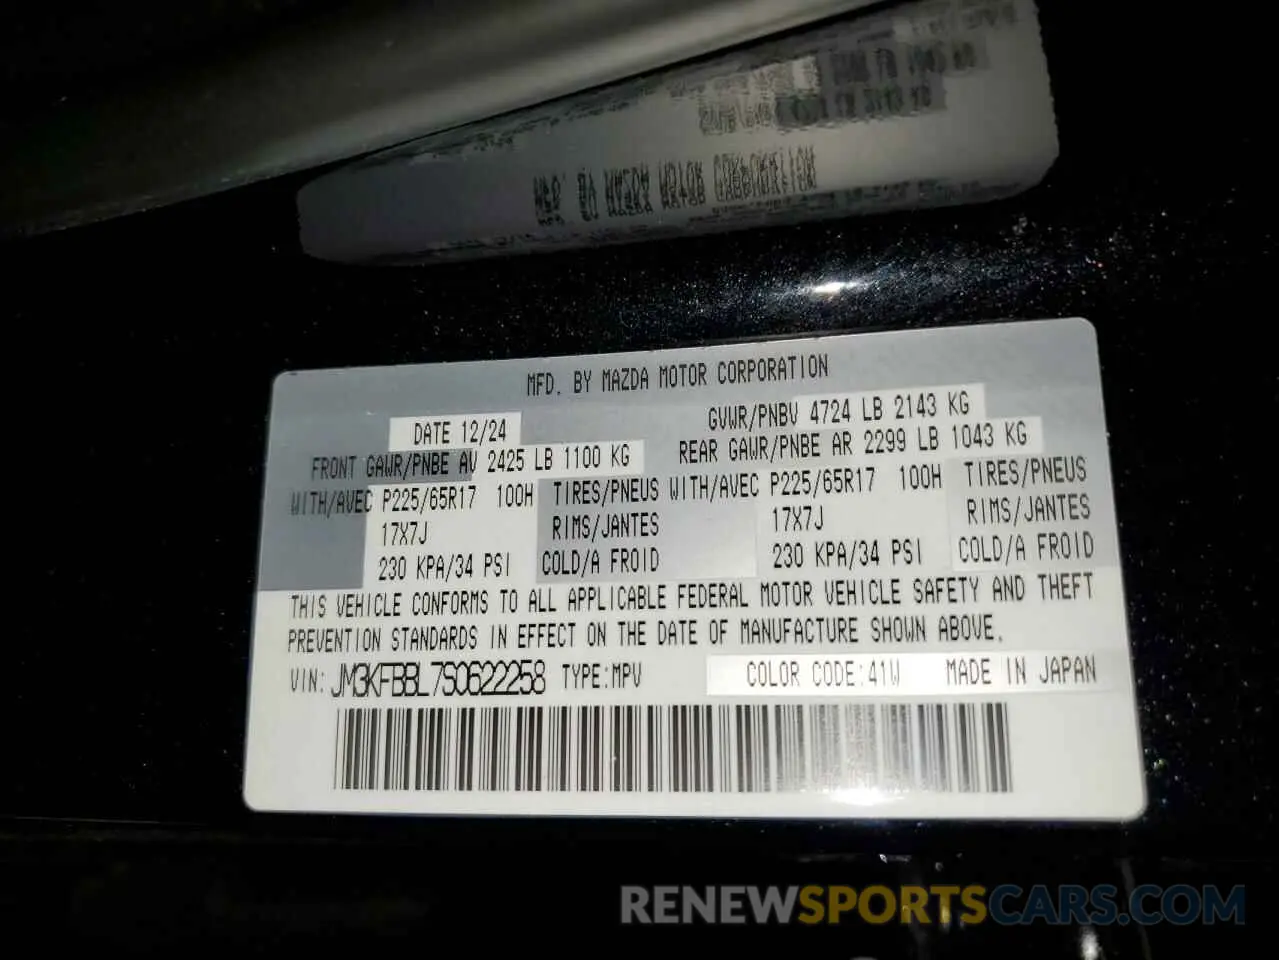 MFD. BY MAZDA MOTOR CORPORATION
DATE 12/24 GVWR/PNBV 4724 LB 2143 KG
FRONT GAWR/PNBE AV 2425 LB 1100 KG REAR GAWR/PNBE AR 2299 LB 1043 KG
WITH/AVEC P225/65R17 100H TIRES/PNEUS WITH/AVEC P225/65R17 100H TIRES/PNEUS
17X7J RIMS/JANTES 17X7J RIMS/JANTES
230 KPA/34 PSI COLD/A FROID 230 KPA/34 PSI COLD/A FROID
THIS VEHICLE CONFORMS TO ALL APPLICABLE FEDERAL MOTOR VEHICLE SAFETY AND THEFT
PREVENTION STANDARDS IN EFFECT ON THE DATE OF MANUFACTURE SHOWN ABOVE.
VIN: JM3KFBBL7S0622258 TYPE:MPV COLOR CODE:41W MADE IN JAPAN
RENEWSPORTSCARS.COM